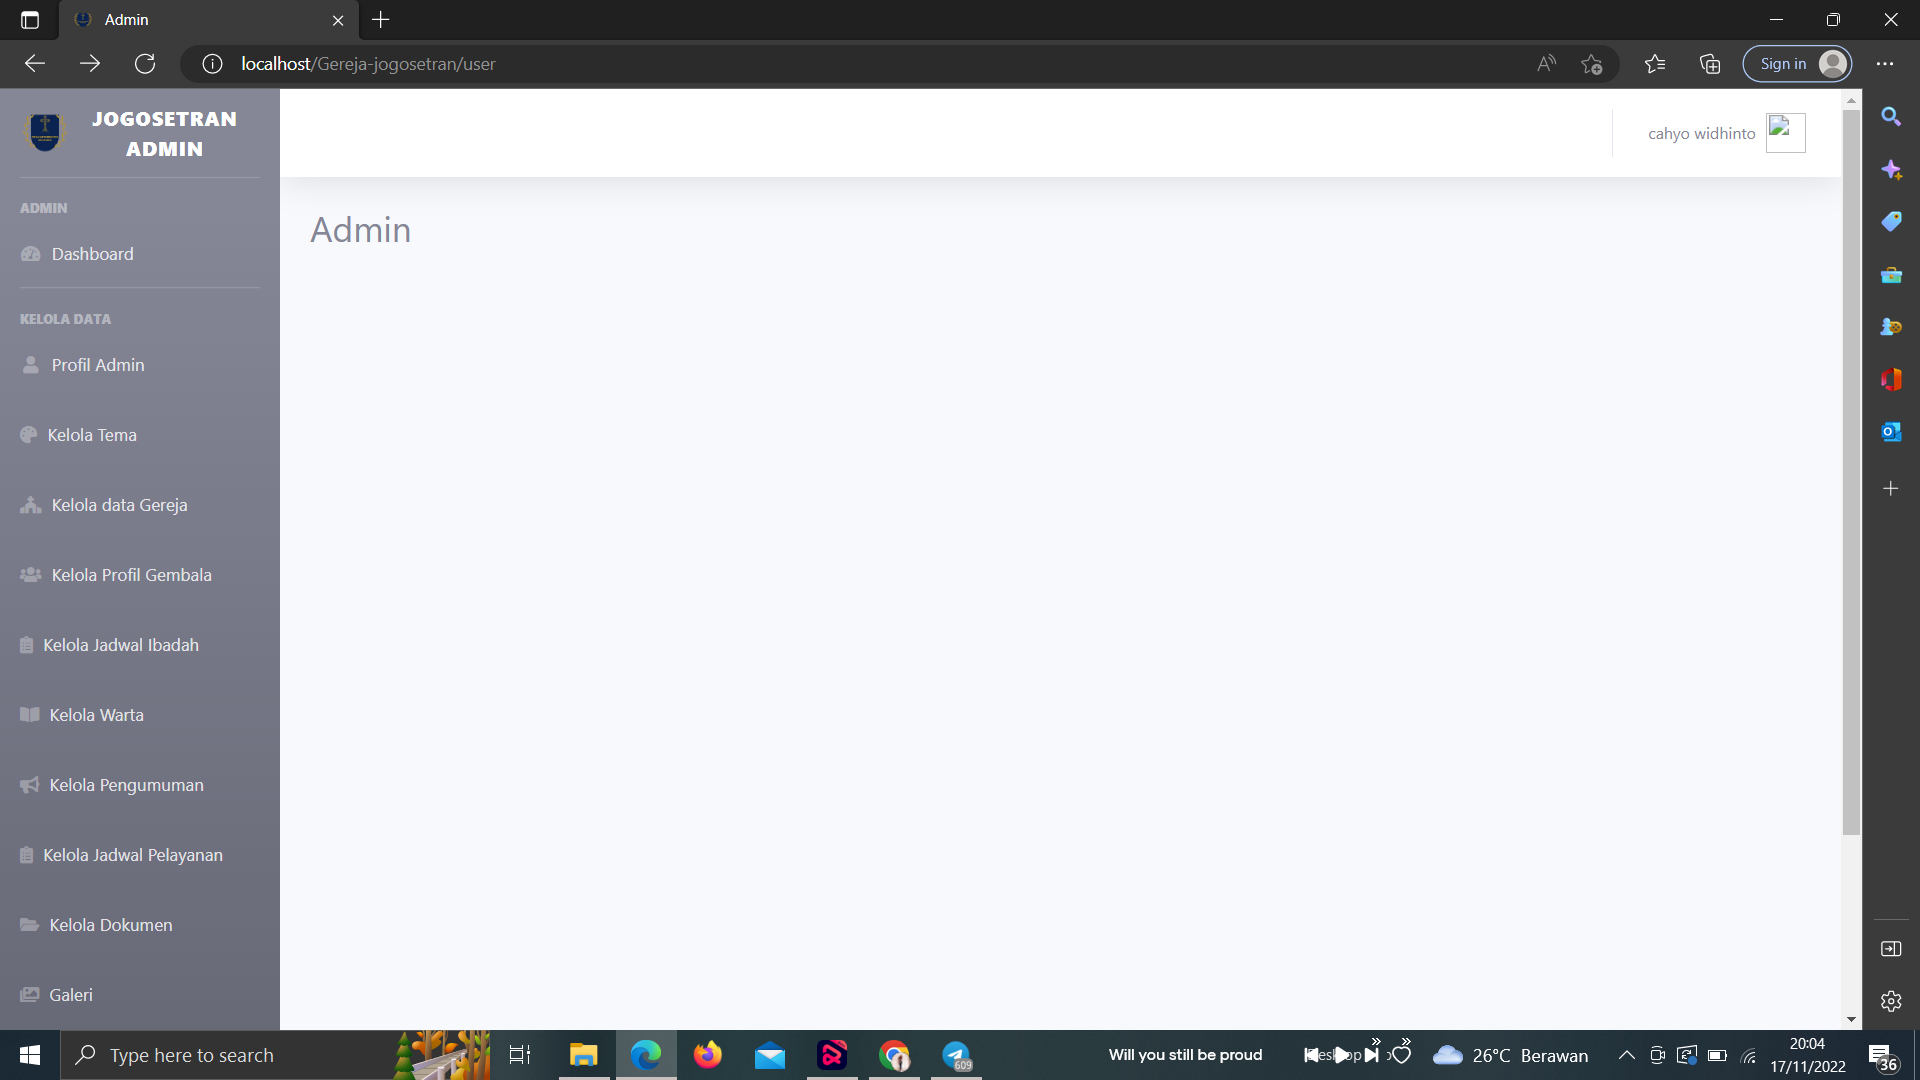 Admin
localhost/Gereja-jogosetran/user
Sign in
JOGOSETRAN
ADMIN
cahyo widhinto
ADMIN
Dashboard
KELOLA DATA
Profil Admin
Kelola Tema
Kelola data Gereja
Kelola Profil Gembala
Kelola Jadwal Ibadah
Kelola Warta
Kelola Pengumuman
Kelola Jadwal Pelayanan
Kelola Dokumen
Galeri
Admin
Type here to search
609
Will you still be proud
26°C Berawan
20:04
17/11/2022
36